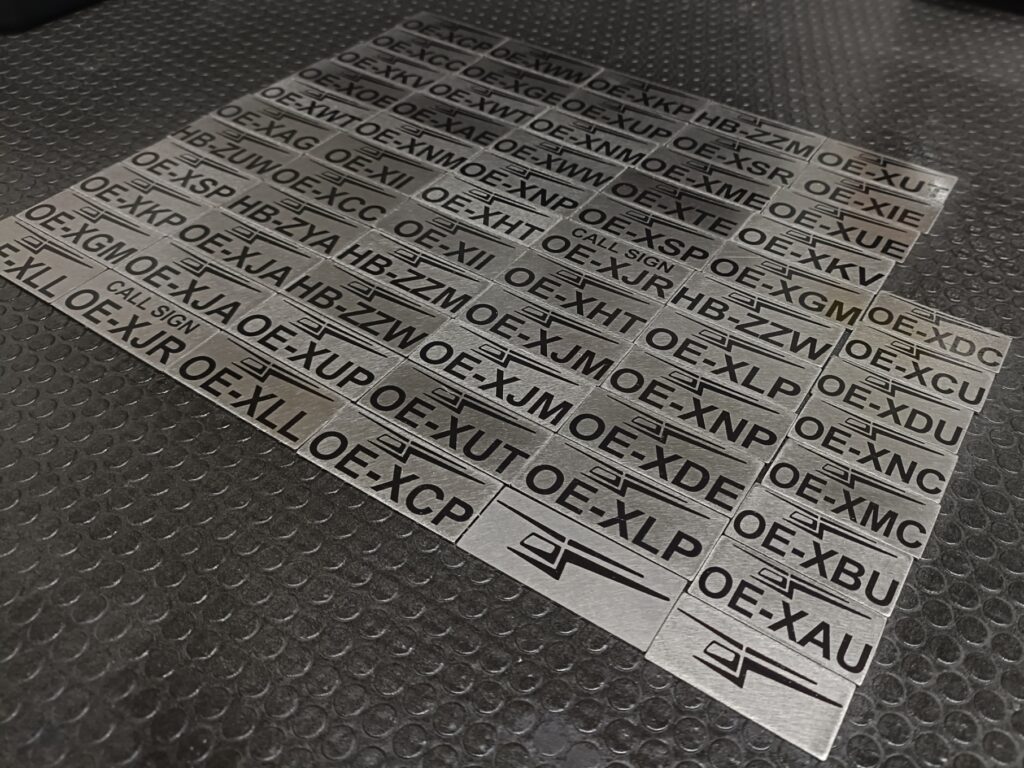 OE-XCP OE-XWW OE-XKP HB-ZZM
OE-XCC OE-XUP OE-XSR OE-XIE
OE-XKV OE-XWT OE-XNM OE-XME OE-XUE
OE-XOE OE-XAE OE-XWW OE-XTE OE-XKV
OE-XWT OE-XNM OE-XNP OE-XSP OE-XGM OE-XDC
OE-XAG OE-XII OE-XHT CALL SIGN OE-XJR HB-ZZW OE-XCU
HB-ZUW OE-XCC OE-XII OE-XHT OE-XLP OE-XDU
OE-XSP HB-ZYA HB-ZZM OE-XJM OE-XNP OE-XNC
OE-XKP OE-XJA HB-ZZW OE-XJM OE-XDE OE-XMC
OE-XGM OE-XJA OE-XUP OE-XUT OE-XLP OE-XBU
E-XLL CALL SIGN OE-XJR OE-XLL OE-XCP OE-XAU